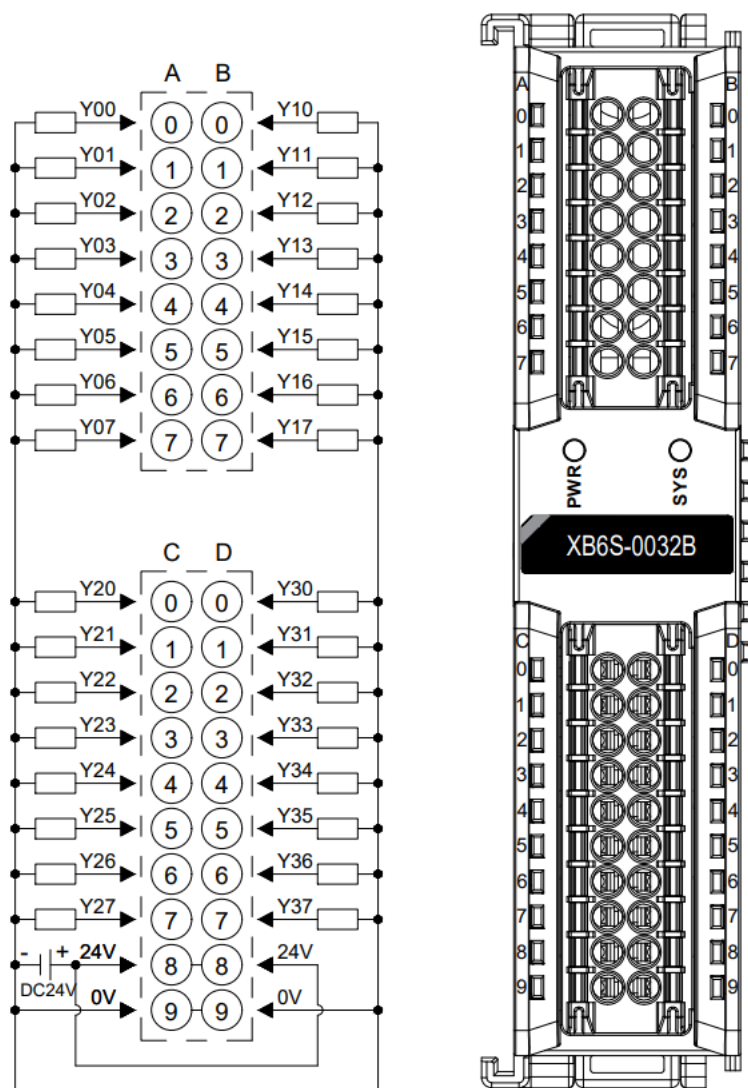 A B
Y00 0 0 Y10
Y01 1 1 Y11
Y02 2 2 Y12
Y03 3 3 Y13
Y04 4 4 Y14
Y05 5 5 Y15
Y06 6 6 Y16
Y07 7 7 Y17
C D
Y20 0 0 Y30
Y21 1 1 Y31
Y22 2 2 Y32
Y23 3 3 Y33
Y24 4 4 Y34
Y25 5 5 Y35
Y26 6 6 Y36
Y27 7 7 Y37
- + 24V 8 8 24V
DC24V
0V 9 9 0V
A B
0 0
1 1
2 2
3 3
4 4
5 5
6 6
7 7
PWR SYS
XB6S-0032B
C D
0 0
1 1
2 2
3 3
4 4
5 5
6 6
7 7
8 8
9 9